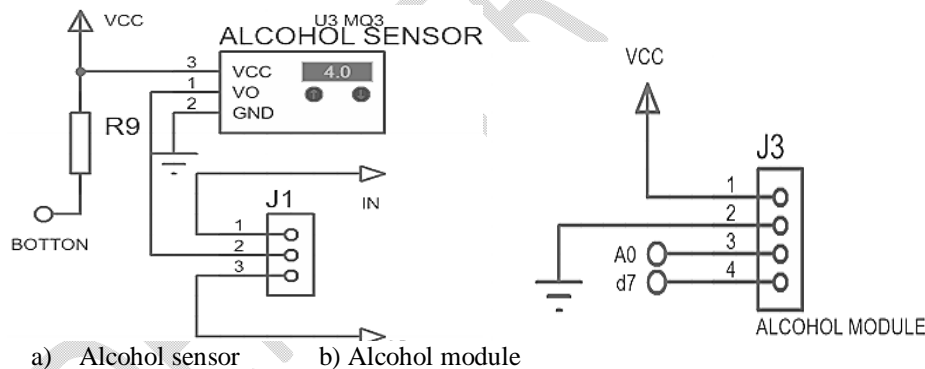 VCC
U3 MQ3
ALCOHOL SENSOR
3 VCC 4.0
1 VO
2 GND
R9
BOTTON
J1
IN
1
2
3
VCC
J3
1
2
A0 3
d7 4
ALCOHOL MODULE
a) Alcohol sensor b) Alcohol module